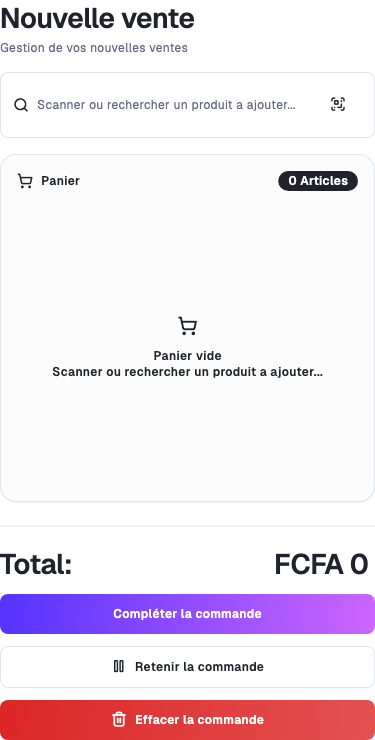 Nouvelle vente
Gestion de vos nouvelles ventes
Scanner ou rechercher un produit a ajouter...
Panier
0 Articles
Panier vide
Scanner ou rechercher un produit a ajouter...
Total:
FCFA 0
Compléter la commande
Retenir la commande
Effacer la commande